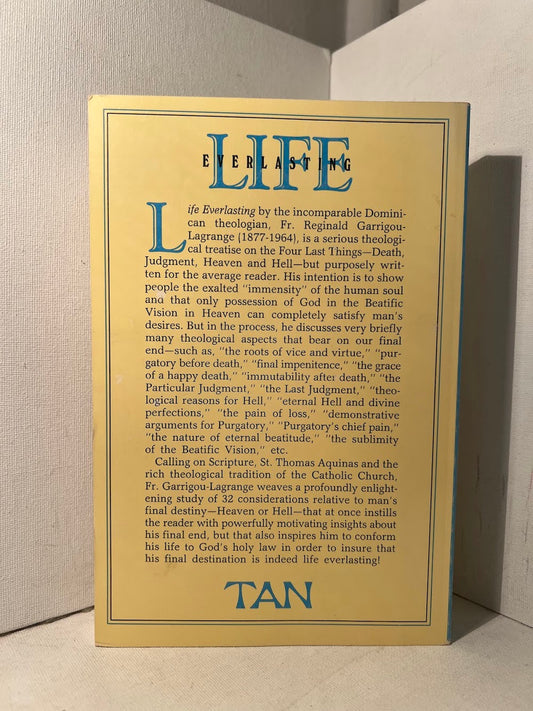 LIFE
EVERLASTING
Life Everlasting by the incomparable Domini-
can theologian, Fr. Reginald Garrigou-
Lagrange (1877-1964), is a serious theologi-
cal treatise on the Four Last Things—Death,
Judgment, Heaven and Hell—but purposely writ-
ten for the average reader. His intention is to show
people the exalted "immensity" of the human soul
and that only possession of God in the Beatific
Vision in Heaven can completely satisfy man's
desires. But in the process, he discusses very briefly
many theological aspects that bear on our final
end—such as, "the roots of vice and virtue," "pur-
gatory before death," "final impenitence," "the grace
of a happy death," "immutability after death," "the
Particular Judgment," "the Last Judgment," "theo-
logical reasons for Hell," "eternal Hell and divine
perfections," "the pain of loss," "demonstrative
arguments for Purgatory," "Purgatory's chief pain,"
"the nature of eternal beatitude," "the sublimity
of the Beatific Vision," etc.
Calling on Scripture, St. Thomas Aquinas and the
rich theological tradition of the Catholic Church,
Fr. Garrigou-Lagrange weaves a profoundly enlight-
ening study of 32 considerations relative to man's
final destiny—Heaven or Hell—that at once instills
the reader with powerfully motivating insights about
his final end, but that also inspires him to conform
his life to God's holy law in order to insure that
his final destination is indeed life everlasting!
TAN